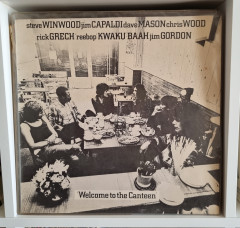 steve WINWOOD jim CAPALDI dave MASON chris WOOD
rick GRECH reebop KWAKU BAAH jim GORDON
Welcome to the Canteen